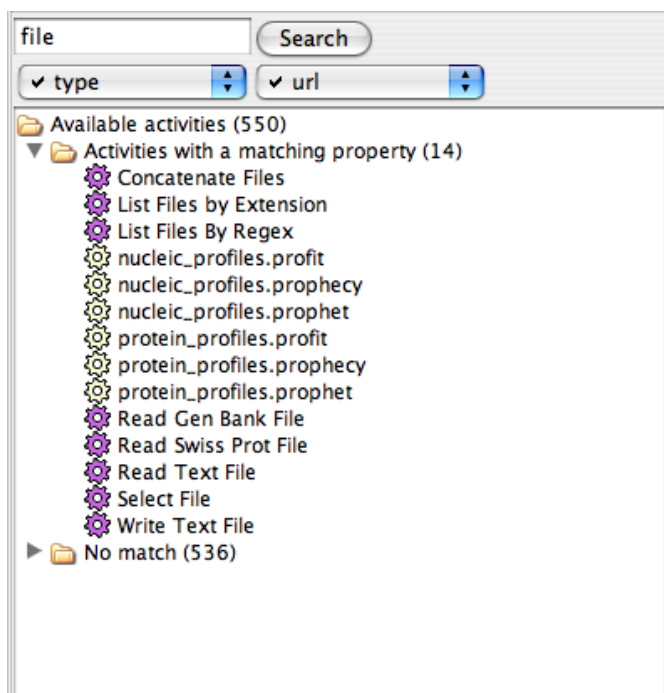 file Search
✔ type ✔ url
Available activities (550)
Activities with a matching property (14)
Concatenate Files
List Files by Extension
List Files By Regex
nucleic_profiles.profit
nucleic_profiles.prophecy
nucleic_profiles.prophet
protein_profiles.profit
protein_profiles.prophecy
protein_profiles.prophet
Read Gen Bank File
Read Swiss Prot File
Read Text File
Select File
Write Text File
No match (536)